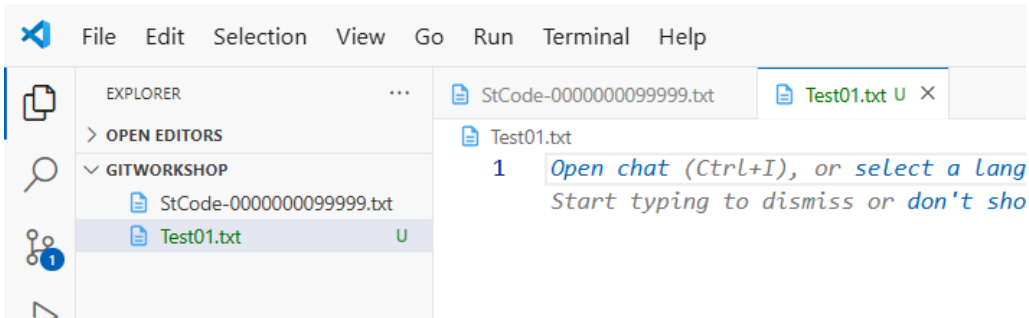 File Edit Selection View Go Run Terminal Help
EXPLORER ...
OPEN EDITORS
GITWORKSHOP
StCode-0000000099999.txt
Test01.txt U
1
StCode-0000000099999.txt Test01.txt U
Test01.txt
1 Open chat (Ctrl+I), or select a lang
Start typing to dismiss or don't sho